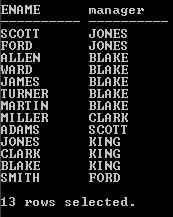 ENAME manager
---------- ----------
SCOTT JONES
FORD JONES
ALLEN BLAKE
WARD BLAKE
JAMES BLAKE
TURNER BLAKE
MARTIN BLAKE
MILLER CLARK
ADAMS SCOTT
JONES KING
CLARK KING
BLAKE KING
SMITH FORD
13 rows selected.